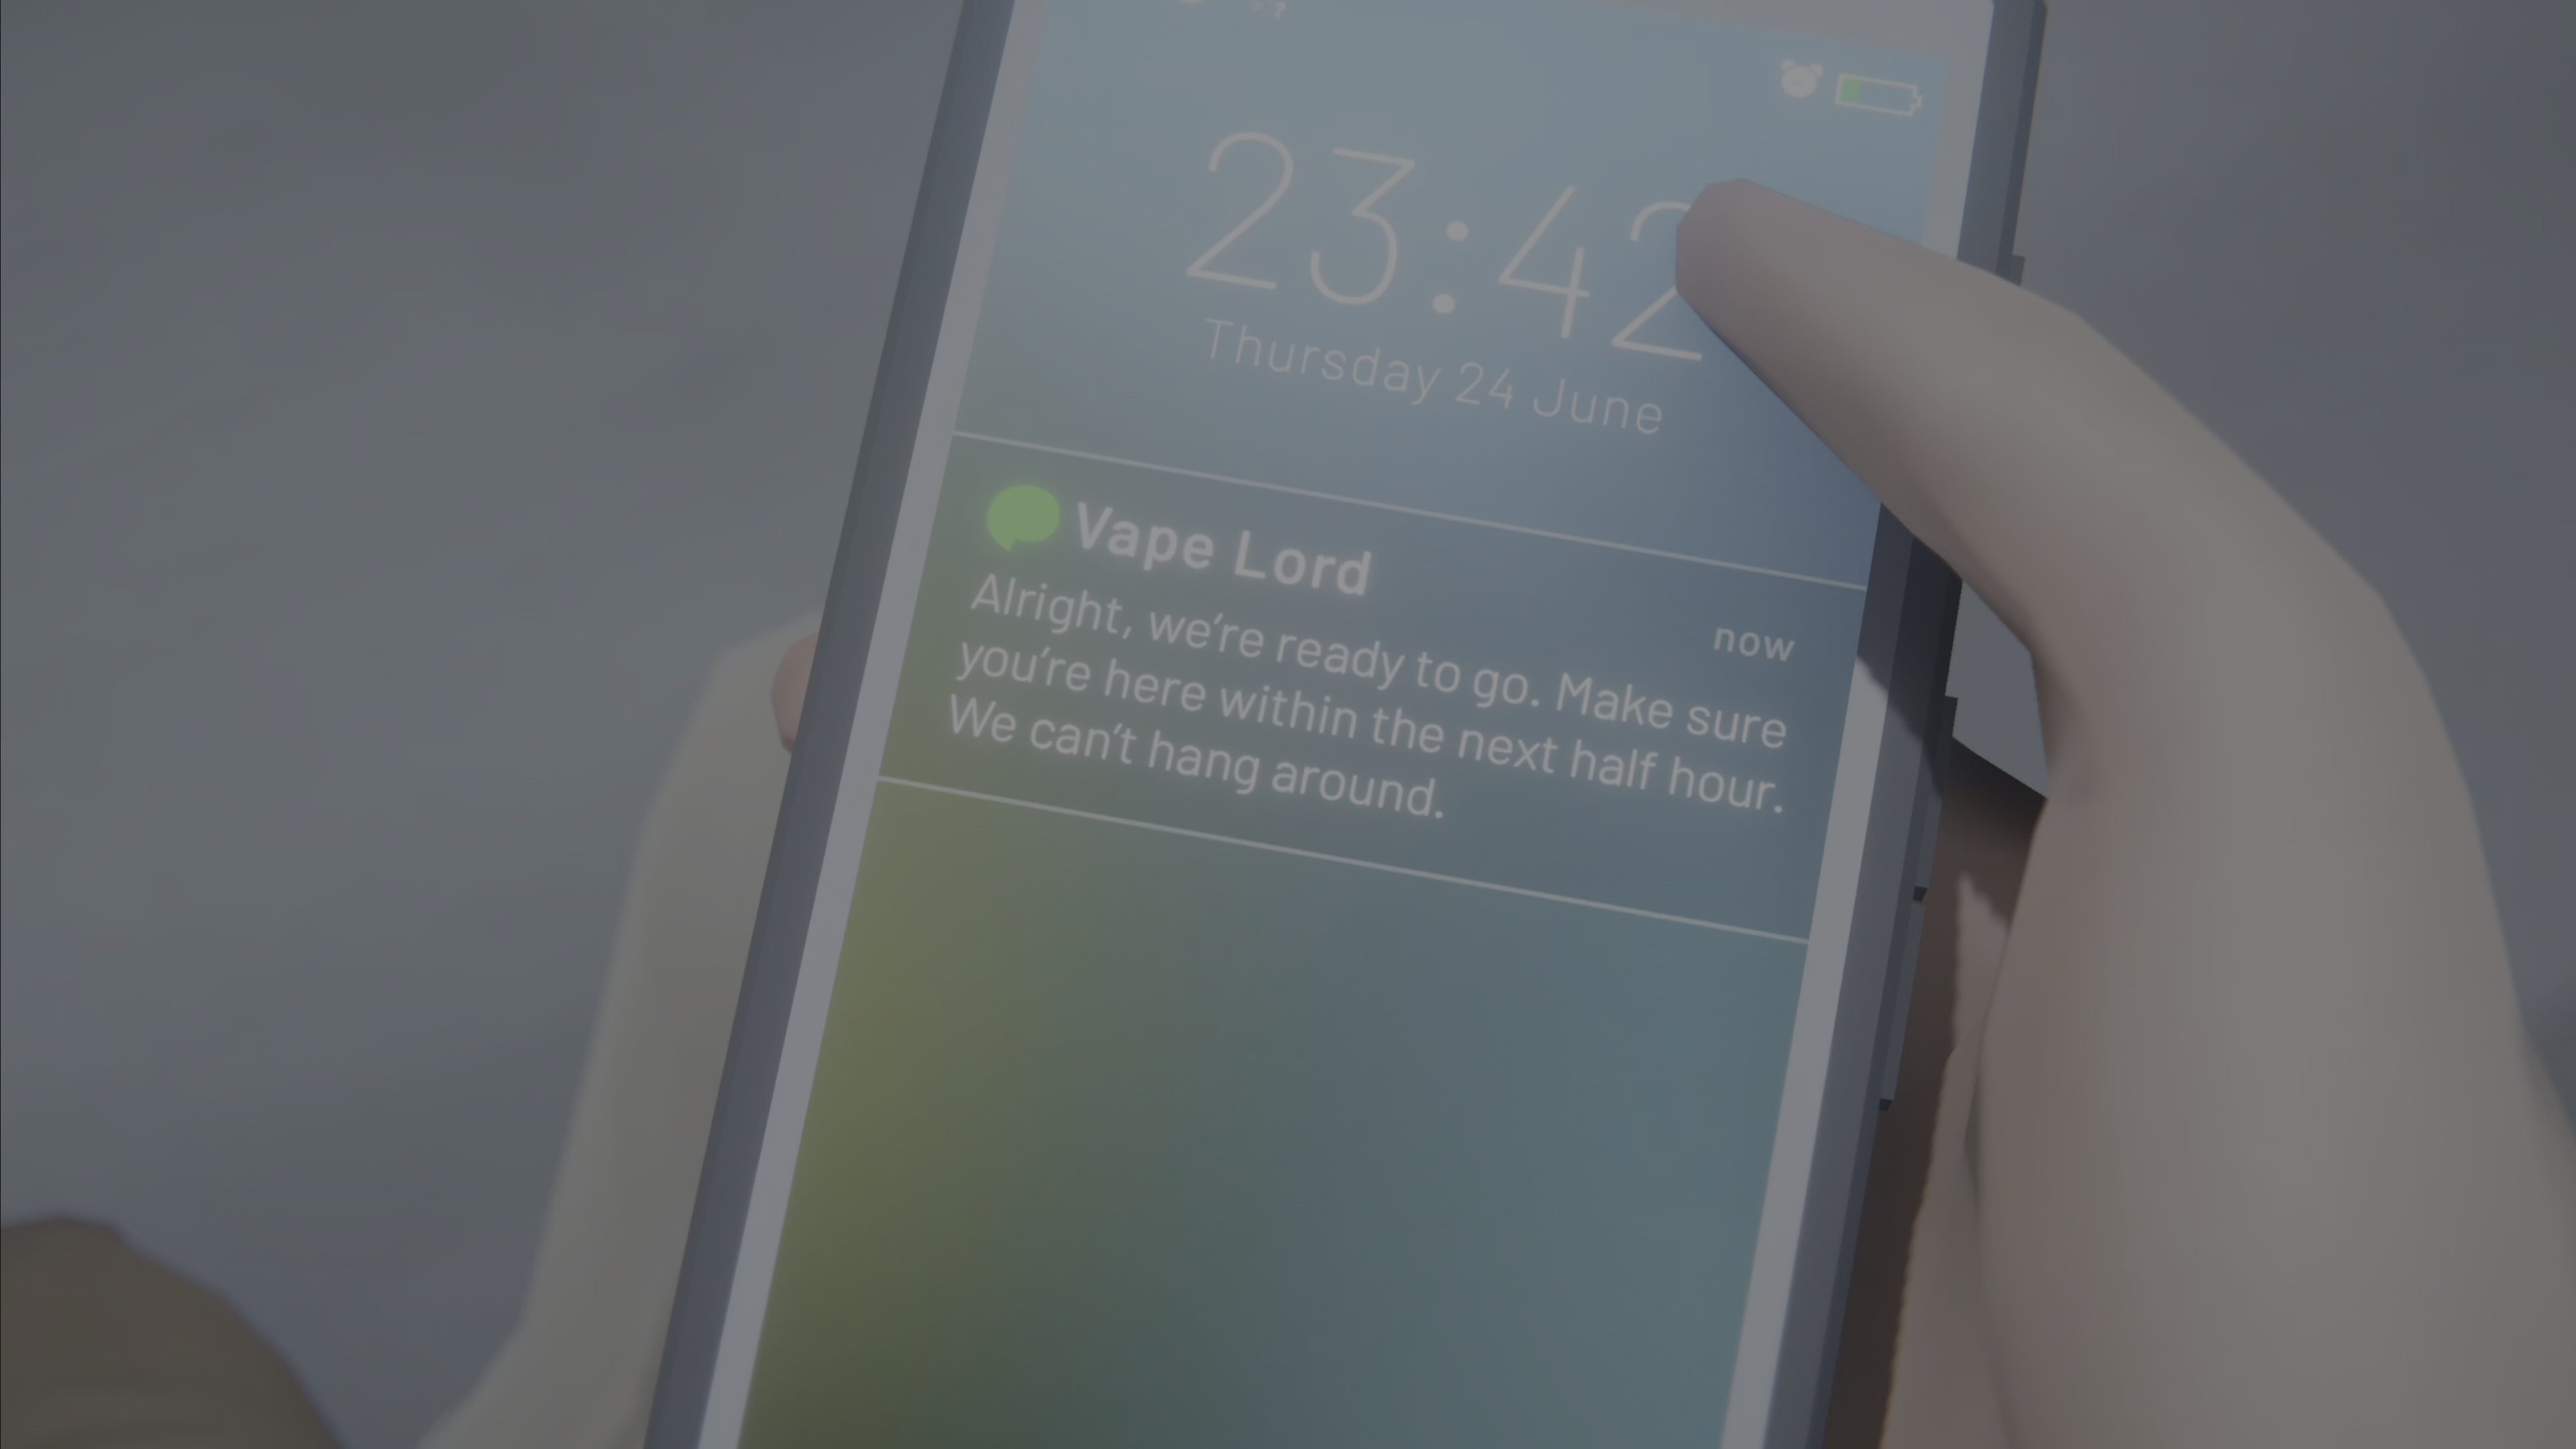 23:42
Thursday 24 June
Vape Lord
now
Alright, we're ready to go. Make sure
you're here within the next half hour.
We can't hang around.